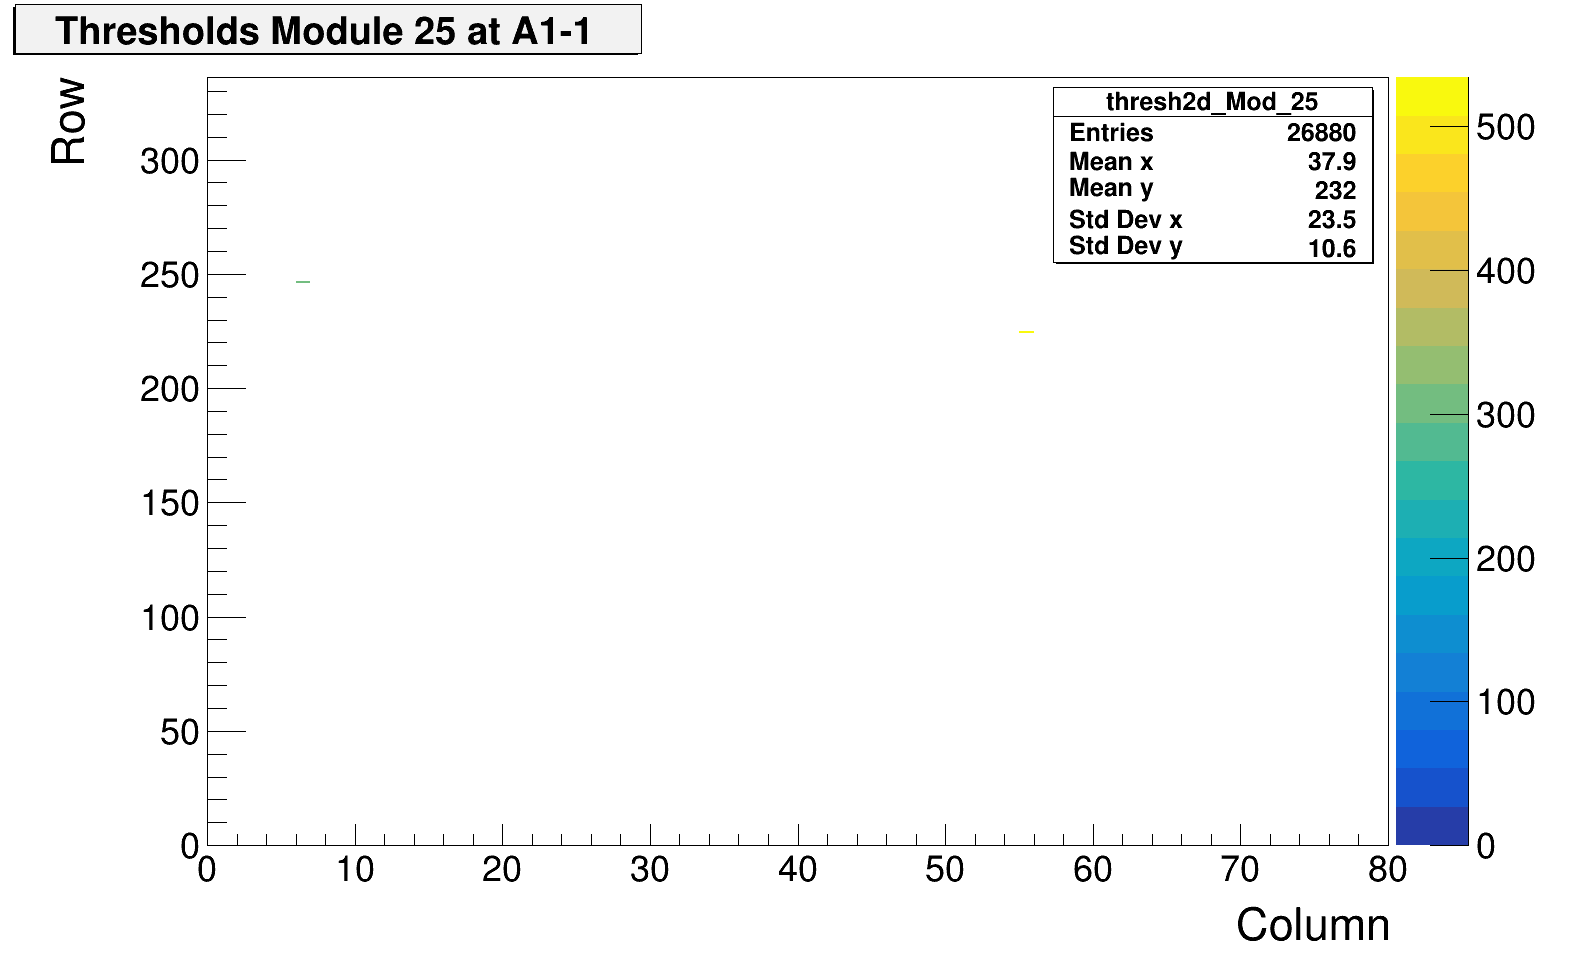 Thresholds Module 25 at A1-1
Row
thresh2d_Mod_25
Entries 26880
Mean x 37.9
Mean y 232
Std Dev x 23.5
Std Dev y 10.6
300
250
200
150
100
50
0
0 10 20 30 40 50 60 70 80
Column
500
400
300
200
100
0